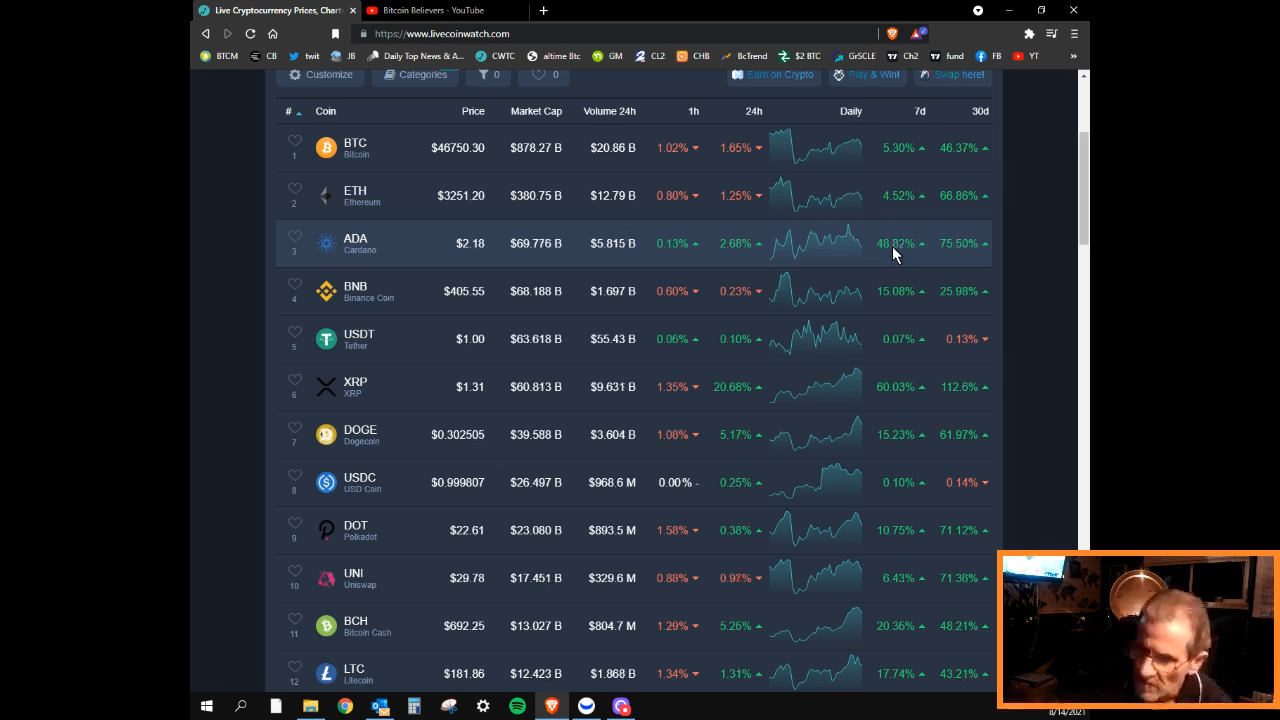 Live Cryptocurrency Prices, Chart
Bitcoin Believers - YouTube
https://www.livecoinwatch.com
BTCM CB twit JB Daily Top News & A... CWTC altime Btc GM CL2 CHB BcTrend $2 BTC GrSCLE Ch2 fund FB YT »
Customize Categories 0 0 Earn on Crypto Play & Win! Swap here!
# Coin Price Market Cap Volume 24h 1h 24h Daily 7d 30d
BTC
1 Bitcoin $46750.30 $878.27 B $20.86 B 1.02% 1.65% 5.30% 46.37%
ETH
2 Ethereum $3251.20 $380.75 B $12.79 B 0.80% 1.25% 4.52% 66.86%
ADA
3 Cardano $2.18 $69.776 B $5.815 B 0.13% 2.68% 75.50%
BNB
4 Binance Coin $405.55 $68.188 B $1.697 B 0.60% 0.23% 15.08% 25.98%
USDT
5 Tether $1.00 $63.618 B $55.43 B 0.06% 0.10% 0.07% 0.13%
XRP
6 XRP $1.31 $60.813 B $9.631 B 1.35% 20.68% 60.03% 112.6%
DOGE
7 Dogecoin $0.302505 $39.588 B $3.604 B 1.08% 5.17% 15.23% 61.97%
USDC
8 USD Coin $0.999807 $26.497 B $968.6 M 0.00% - 0.25% 0.10% 0.14%
DOT
9 Polkadot $22.61 $23.080 B $893.5 M 1.58% 0.38% 10.75% 71.12%
UNI
10 Uniswap $29.78 $17.451 B $329.6 M 0.88% 6.43% 71.36%
BCH
11 Bitcoin Cash $692.25 $13.027 B $804.7 M 1.29% 5.26% 20.36% 48.21%
LTC
12 Litecoin $181.86 $12.423 B $1.868 B 1.34% 1.31% 17.74% 43.21%
8/14/2021